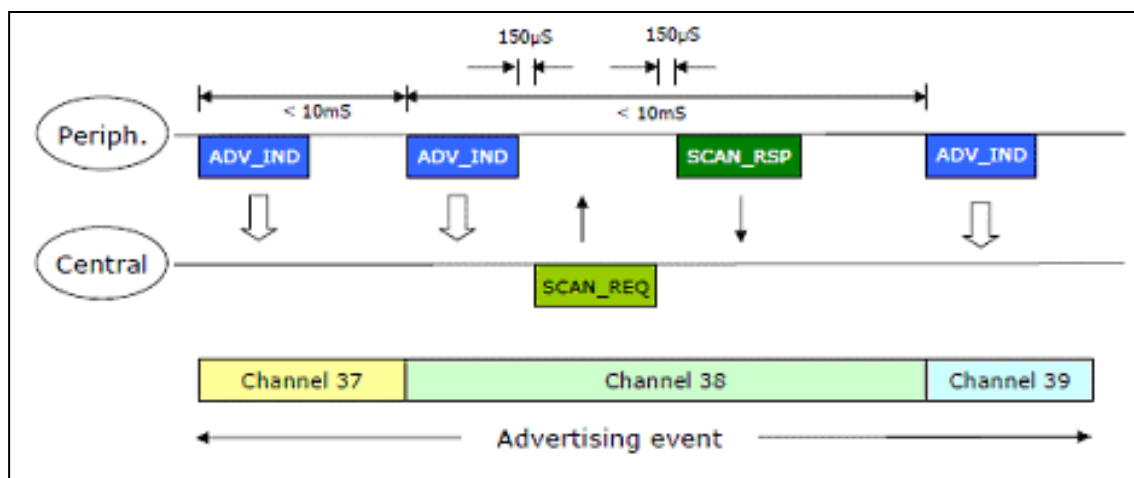 150µS 150µS
< 10mS < 10mS
Periph.
ADV_IND ADV_IND SCAN_RSP ADV_IND
Central
SCAN_REQ
Channel 37 Channel 38 Channel 39
Advertising event